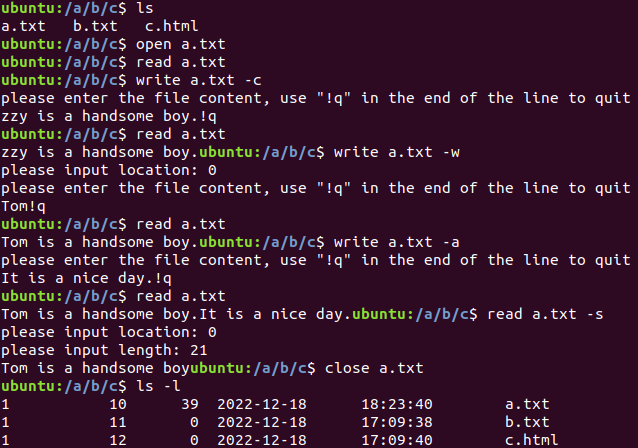 ubuntu:/a/b/c$ ls
a.txt   b.txt   c.html
ubuntu:/a/b/c$ open a.txt
ubuntu:/a/b/c$ read a.txt
ubuntu:/a/b/c$ write a.txt -c
please enter the file content, use "!q" in the end of the line to quit
zzy is a handsome boy.!q
ubuntu:/a/b/c$ read a.txt
zzy is a handsome boy.ubuntu:/a/b/c$ write a.txt -w
please input location: 0
please enter the file content, use "!q" in the end of the line to quit
Tom!q
ubuntu:/a/b/c$ read a.txt
Tom is a handsome boy.ubuntu:/a/b/c$ write a.txt -a
please enter the file content, use "!q" in the end of the line to quit
It is a nice day.!q
ubuntu:/a/b/c$ read a.txt
Tom is a handsome boy.It is a nice day.ubuntu:/a/b/c$ read a.txt -s
please input location: 0
please input length: 21
Tom is a handsome boyubuntu:/a/b/c$ close a.txt
ubuntu:/a/b/c$ ls -l
1           10      39  2022-12-18      18:23:40        a.txt
1           11       0  2022-12-18      17:09:38        b.txt
1           12       0  2022-12-18      17:09:40        c.html